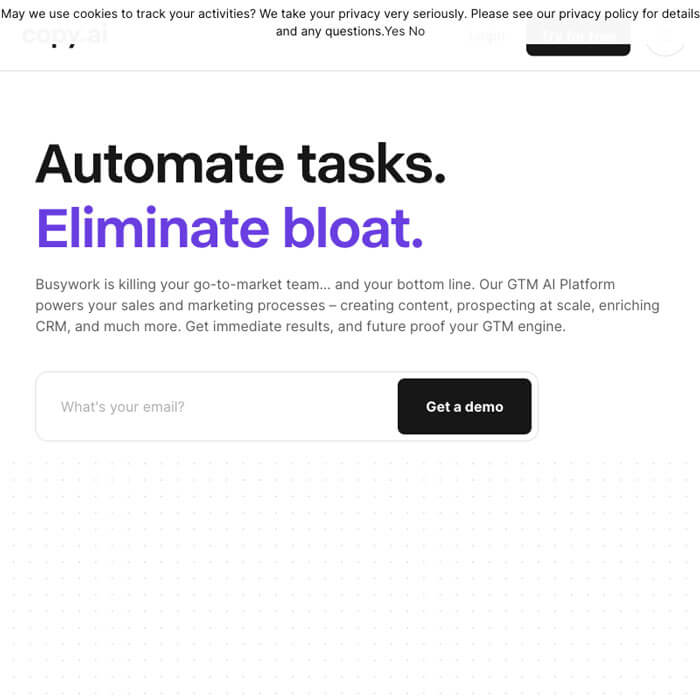 May we use cookies to track your activities? We take your privacy very seriously. Please see our privacy policy for details
and any questions.Yes No
copy.ai
Login
Try for free
Automate tasks.
Eliminate bloat.
Busywork is killing your go-to-market team... and your bottom line. Our GTM AI Platform
powers your sales and marketing processes – creating content, prospecting at scale, enriching
CRM, and much more. Get immediate results, and future proof your GTM engine.
What's your email?
Get a demo